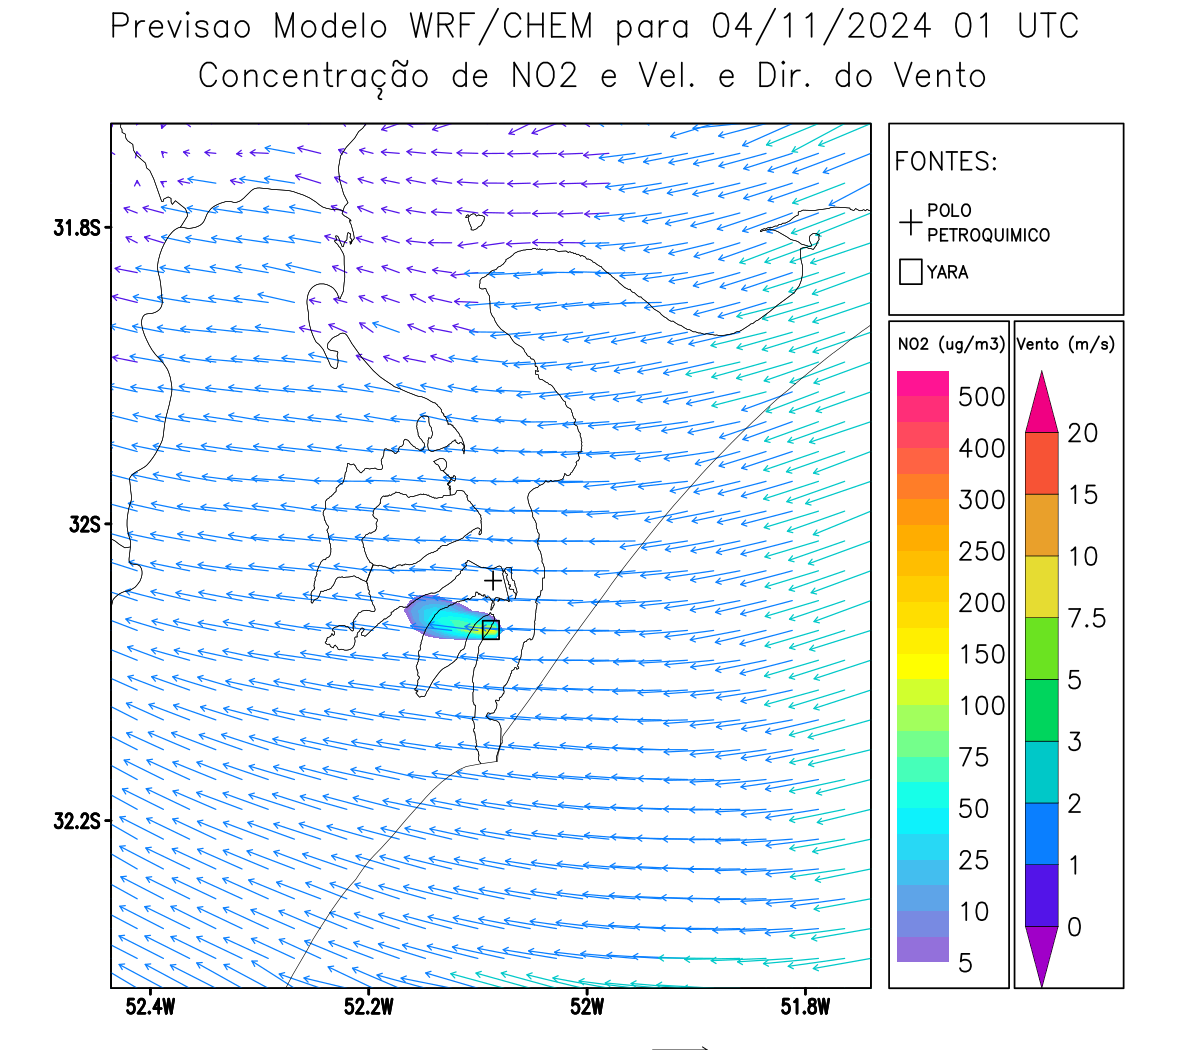 Previsao Modelo WRF/CHEM para 04/11/2024 01 UTC
Concentração de NO2 e Vel. e Dir. do Vento
FONTES:
POLO
PETROQUIMICO
YARA
NO2 (ug/m3)
500
400
300
250
200
150
100
75
50
25
10
5
Vento (m/s)
20
15
10
7.5
5
3
2
1
0
31.8S
32S
32.2S
52.4W
52.2W
52W
51.8W